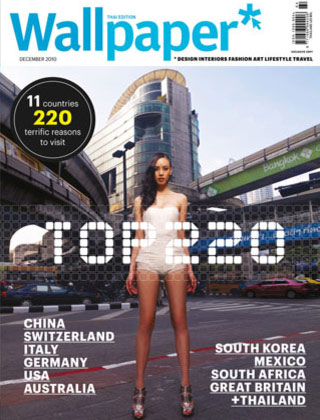 THAI EDITION
Wallpaper*
DECEMBER 2010
* DESIGN INTERIORS FASHION ART LIFESTYLE TRAVEL
11 countries
220
terrific reasons
to visit
Bangkok
TOP 220
CHINA
SWITZERLAND
ITALY
GERMANY
USA
AUSTRALIA
SOUTH KOREA
MEXICO
SOUTH AFRICA
GREAT BRITAIN
+THAILAND